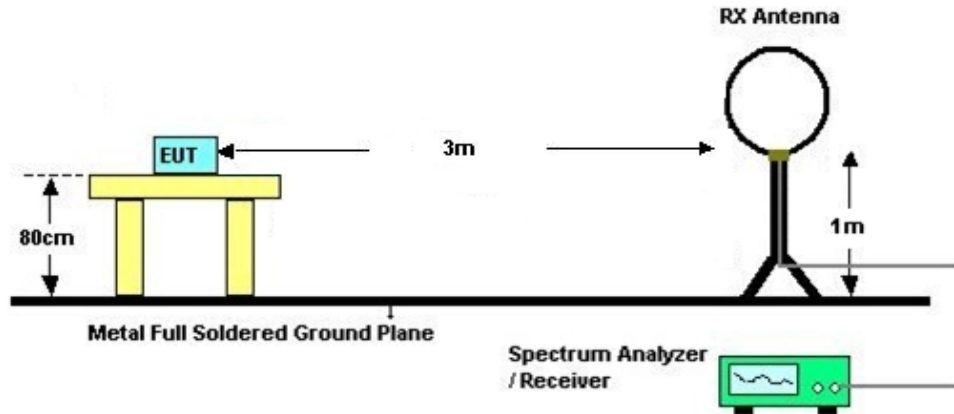 RX Antenna
EUT
3m
80cm
1m
Metal Full Soldered Ground Plane
Spectrum Analyzer
/ Receiver